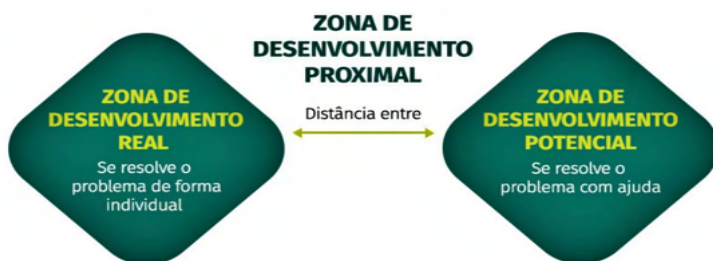 ZONA DE
DESENVOLVIMENTO
PROXIMAL
ZONA DE
DESENVOLVIMENTO
REAL
Se resolve o
problema de forma
individual
Distância entre
ZONA DE
DESENVOLVIMENTO
POTENCIAL
Se resolve o
problema com ajuda